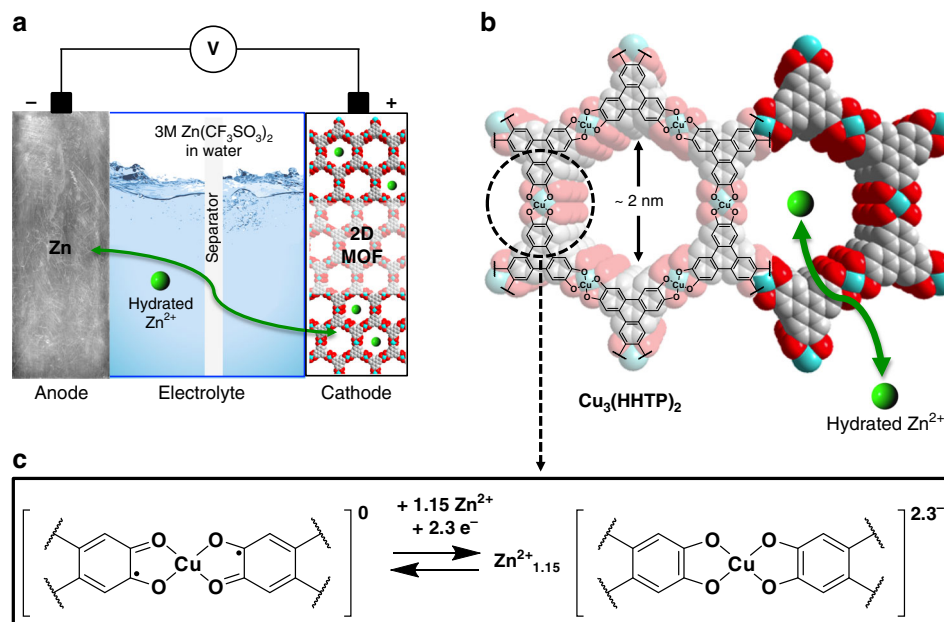 a
V
−
+
3M Zn(CF₃SO₃)₂
in water
Zn
Separator
2D
MOF
Hydrated
Zn²⁺
Anode
Electrolyte
Cathode
b
O
O
Cu
O
O
O
O
Cu
O
O
O
O
Cu
O
O
~ 2 nm
O
O
Cu
O
O
O
O
Cu
O
O
O
O
Cu
O
O
Cu₃(HHTP)₂
Hydrated Zn²⁺
c
0
O
O
Cu
O
O
+ 1.15 Zn²⁺
+ 2.3 e⁻
Zn²⁺₁.₁₅
2.3−
O
O
Cu
O
O